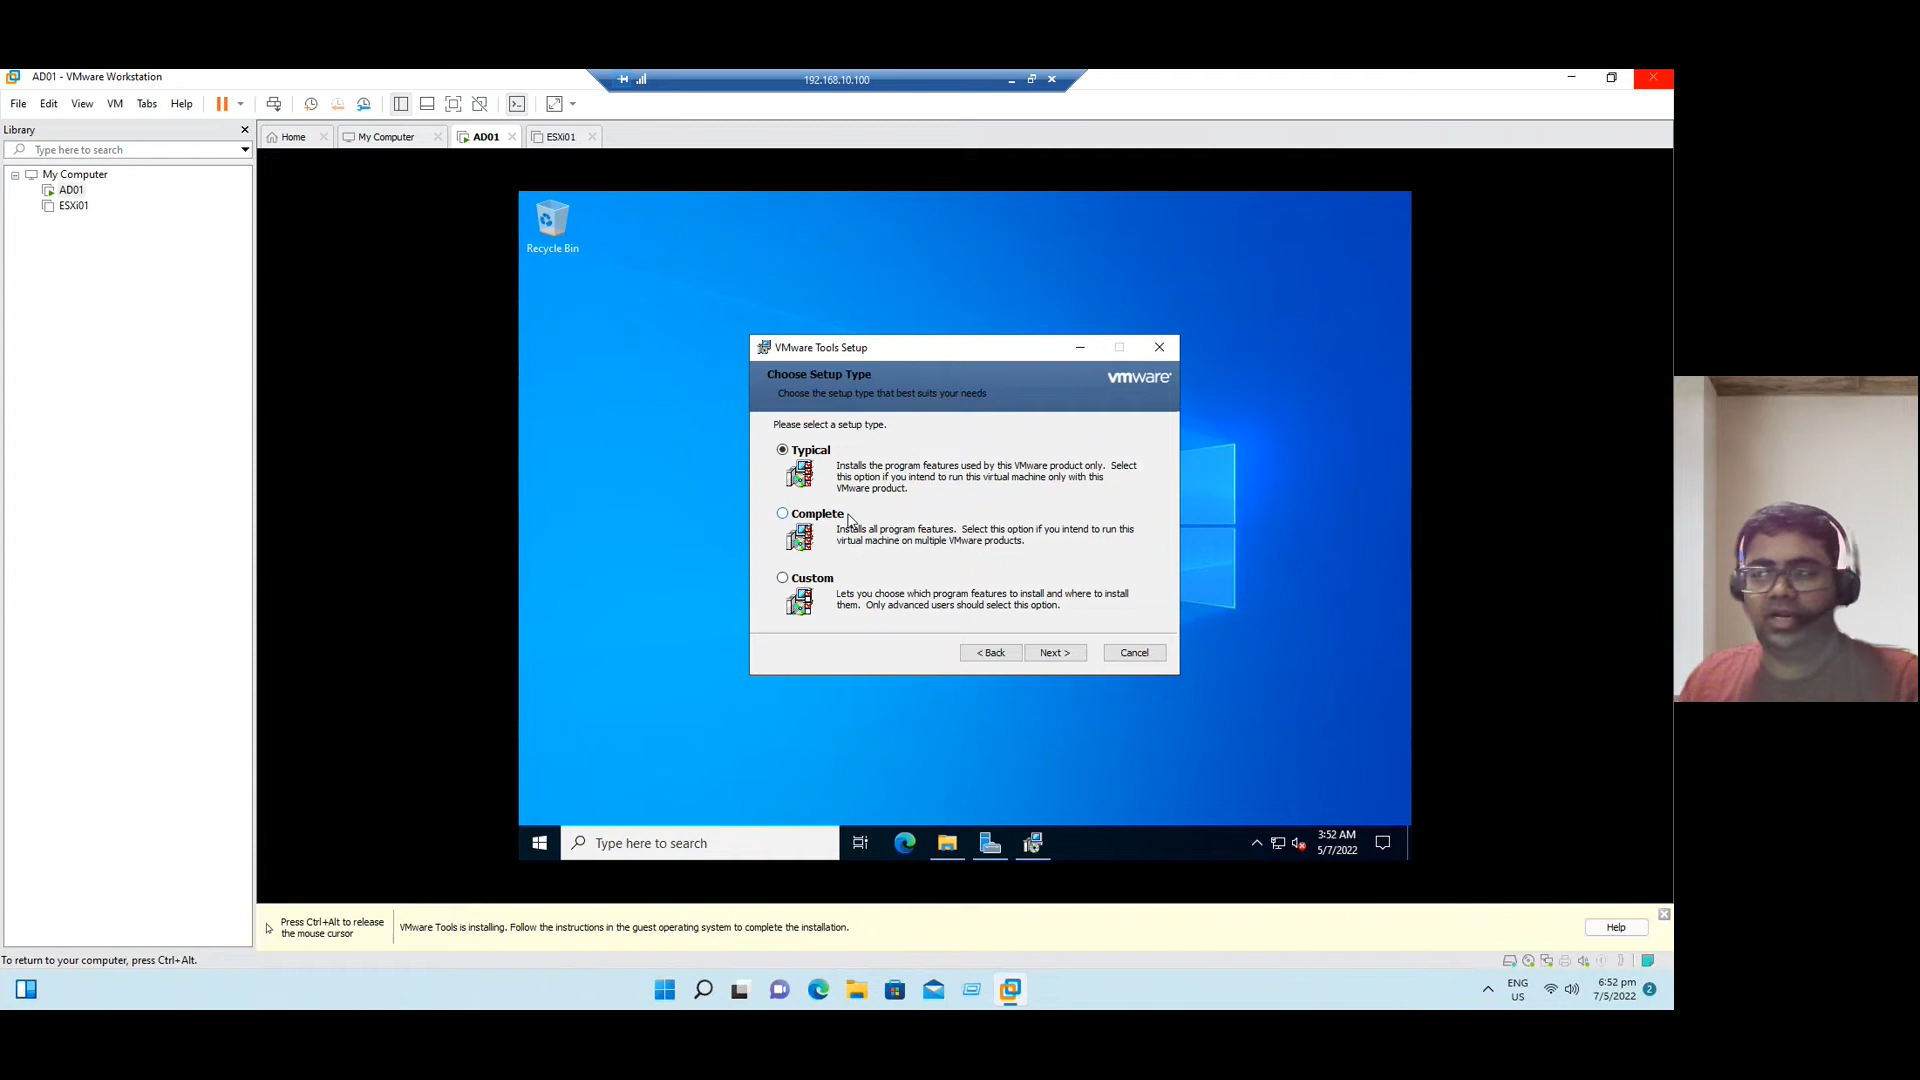 AD01 - VMware Workstation
192.168.10.100
File Edit View VM Tabs Help
Library
Home
My Computer
AD01
ESXi01
Type here to search
My Computer
AD01
ESXi01
Recycle Bin
VMware Tools Setup
Choose Setup Type
Choose the setup type that best suits your needs
vmware
Please select a setup type.
Typical
Installs the program features used by this VMware product only. Select
this option if you intend to run this virtual machine only with this
VMware product.
Complete
Installs all program features. Select this option if you intend to run this
virtual machine on multiple VMware products.
Custom
Lets you choose which program features to install and where to install
them. Only advanced users should select this option.
< Back
Next >
Cancel
Type here to search
3:52 AM
5/7/2022
Press Ctrl+Alt to release
the mouse cursor
VMware Tools is installing. Follow the instructions in the guest operating system to complete the installation.
Help
To return to your computer, press Ctrl+Alt.
ENG
US
6:52 pm
7/5/2022
2